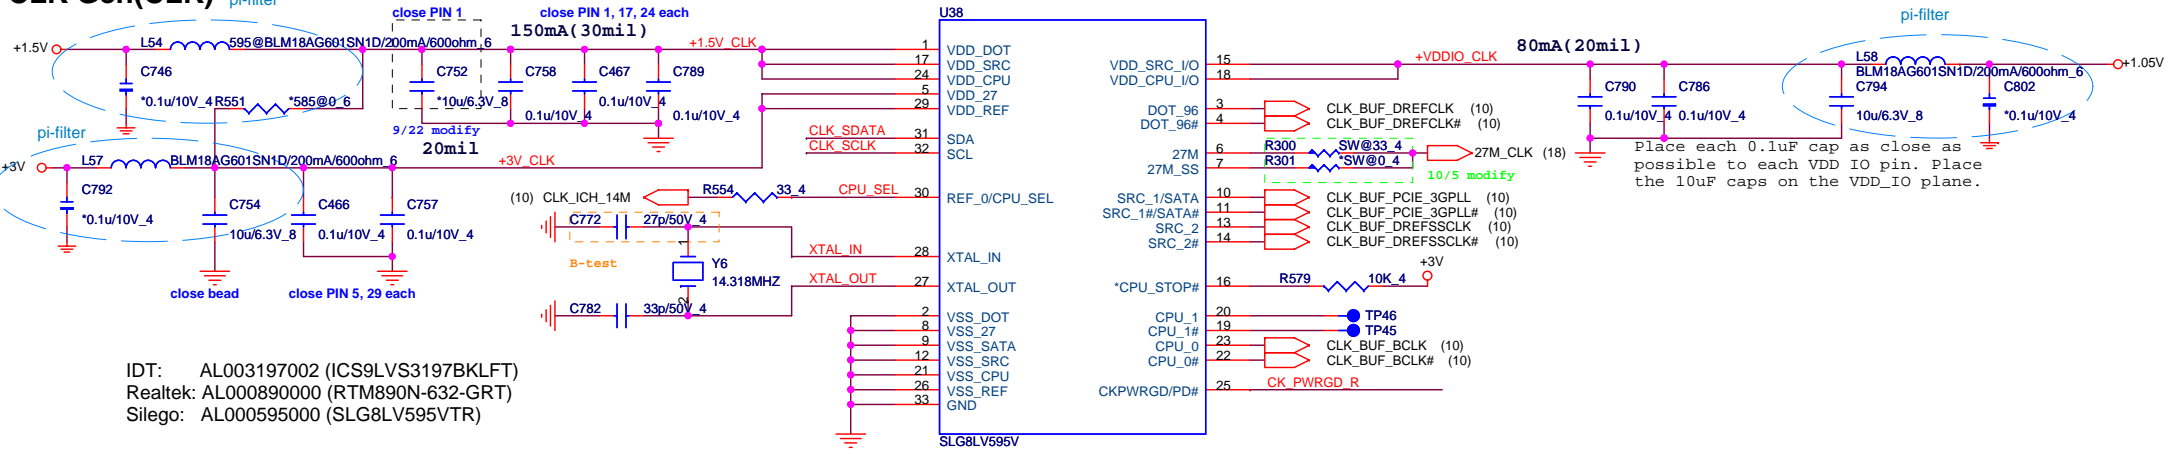 pi-filter
close PIN 1
close PIN 1, 17, 24 each
150mA(30mil)
+1.5V
L54
595@BLM18AG601SN1D/200mA/600ohm_6
+1.5V_CLK
C746
*0.1u/10V_4
R551
*585@0_6
C752
*10u/6.3V_8
C758
0.1u/10V_4
C467
0.1u/10V_4
C789
0.1u/10V_4
9/22 modify
20mil
pi-filter
+3V
L57
BLM18AG601SN1D/200mA/600ohm_6
+3V_CLK
C792
*0.1u/10V_4
C754
10u/6.3V_8
C466
0.1u/10V_4
C757
0.1u/10V_4
close bead
close PIN 5, 29 each
CLK_SDATA
CLK_SCLK
(10) CLK_ICH_14M
R554
33_4
CPU_SEL
C772
27p/50V_4
B-test
1
Y6
14.318MHZ
2
XTAL_IN
XTAL_OUT
C782
33p/50V_4
IDT: AL003197002 (ICS9LVS3197BKLFT)
Realtek: AL000890000 (RTM890N-632-GRT)
Silego: AL000595000 (SLG8LV595VTR)
U38
1 VDD_DOT
17 VDD_SRC
24 VDD_CPU
5 VDD_27
29 VDD_REF
31 SDA
32 SCL
30 REF_0/CPU_SEL
28 XTAL_IN
27 XTAL_OUT
2 VSS_DOT
8 VSS_27
9 VSS_SATA
12 VSS_SRC
21 VSS_CPU
26 VSS_REF
33 GND
VDD_SRC_I/O 15
VDD_CPU_I/O 18
DOT_96 3
DOT_96# 4
27M 6
27M_SS 7
SRC_1/SATA 10
SRC_1#/SATA# 11
SRC_2 13
SRC_2# 14
*CPU_STOP# 16
CPU_1 20
CPU_1# 19
CPU_0 23
CPU_0# 22
CKPWRGD/PD# 25
SLG8LV595V
+VDDIO_CLK
80mA(20mil)
CLK_BUF_DREFCLK (10)
CLK_BUF_DREFCLK# (10)
R300 SW@33_4
R301 *SW@0_4
27M_CLK (18)
10/5 modify
CLK_BUF_PCIE_3GPLL (10)
CLK_BUF_PCIE_3GPLL# (10)
CLK_BUF_DREFSSCLK (10)
CLK_BUF_DREFSSCLK# (10)
+3V
R579
10K_4
TP46
TP45
CLK_BUF_BCLK (10)
CLK_BUF_BCLK# (10)
CK_PWRGD_R
C790
0.1u/10V_4
C786
0.1u/10V_4
pi-filter
L58
BLM18AG601SN1D/200mA/600ohm_6
+1.05V
C794
10u/6.3V_8
C802
*0.1u/10V_4
Place each 0.1uF cap as close as
possible to each VDD IO pin. Place
the 10uF caps on the VDD_IO plane.